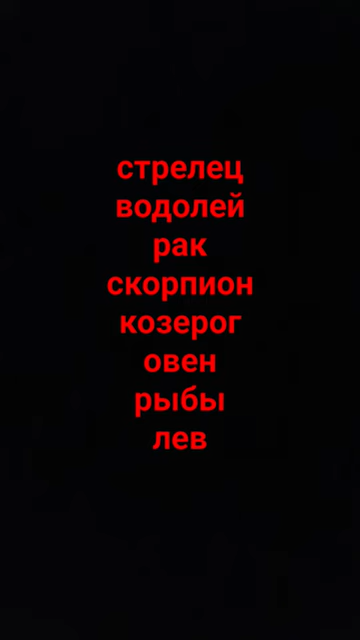 стрелец
водолей
рак
скорпион
козерог
овен
рыбы
лев